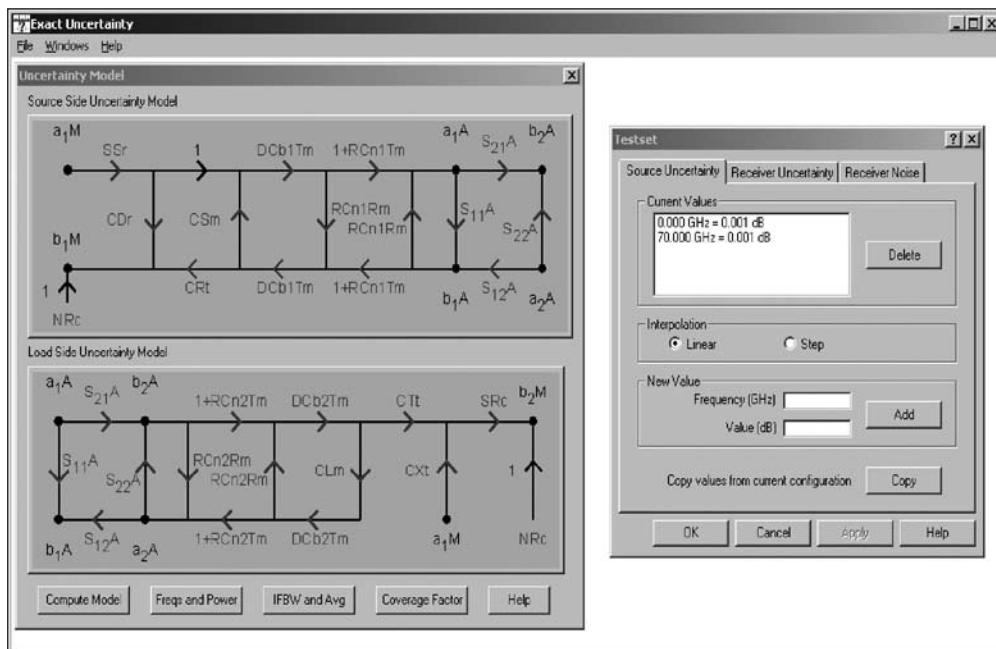 Exact Uncertainty
File Windows Help
Uncertainty Model
Source Side Uncertainty Model
a₁M a₁A b₂A
SSr 1 DCb1Tm 1+RCn1Tm S₂₁A
CDr CSm RCn1Rm RCn1Rm S₁₁A S₂₂A
b₁M
1 CRt DCb1Tm 1+RCn1Tm S₁₂A
b₁A a₂A
NRc
Load Side Uncertainty Model
a₁A b₂A b₂M
S₂₁A 1+RCn2Tm DCb2Tm CTt SRc
S₁₁A S₂₂A RCn2Rm RCn2Rm CLm CXt 1
S₁₂A 1+RCn2Tm DCb2Tm
b₁A a₂A a₁M NRc
Compute Model Freqs and Power IFBW and Avg Coverage Factor Help
Testset
Source Uncertainty Receiver Uncertainty Receiver Noise
Current Values
0.000 GHz = 0.001 dB
70.000 GHz = 0.001 dB
Delete
Interpolation
Linear Step
New Value
Frequency (GHz)
Value (dB)
Add
Copy values from current configuration Copy
OK Cancel Apply Help